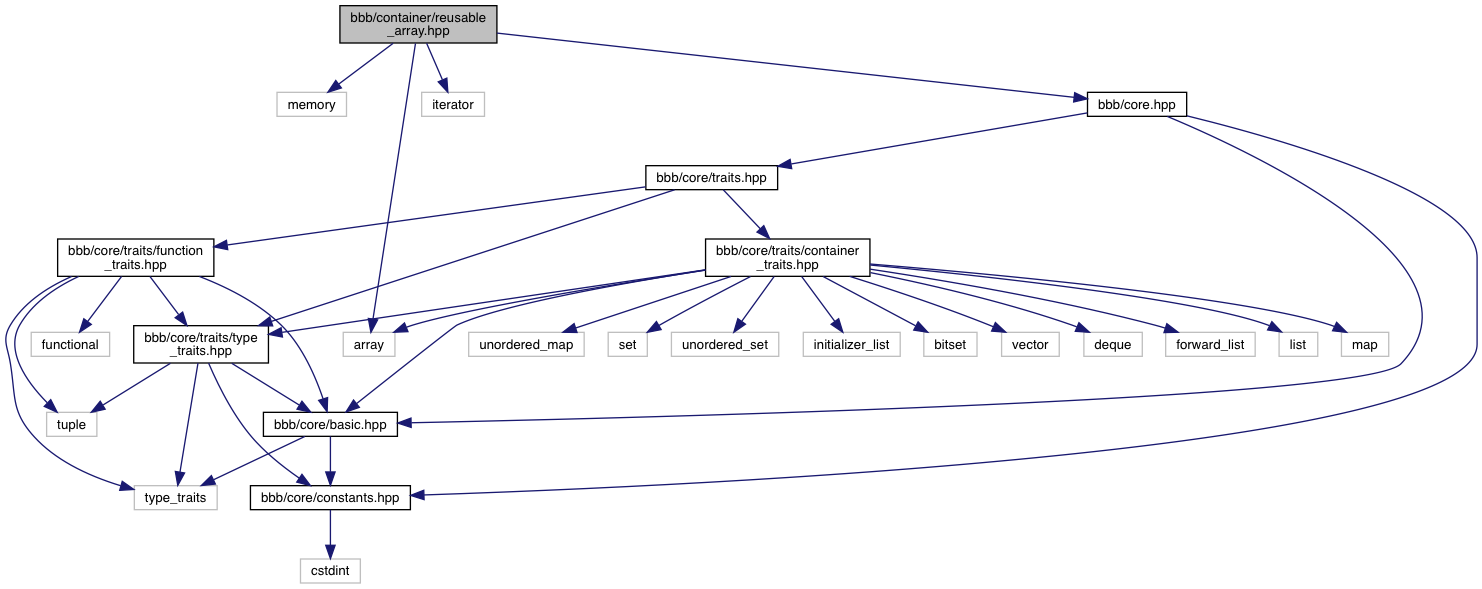 bbb/container/reusable
_array.hpp
memory
iterator
bbb/core.hpp
bbb/core/traits.hpp
bbb/core/traits/function
_traits.hpp
bbb/core/traits/container
_traits.hpp
functional
bbb/core/traits/type
_traits.hpp
array
unordered_map
set
unordered_set
initializer_list
bitset
vector
deque
forward_list
list
map
tuple
bbb/core/basic.hpp
type_traits
bbb/core/constants.hpp
cstdint